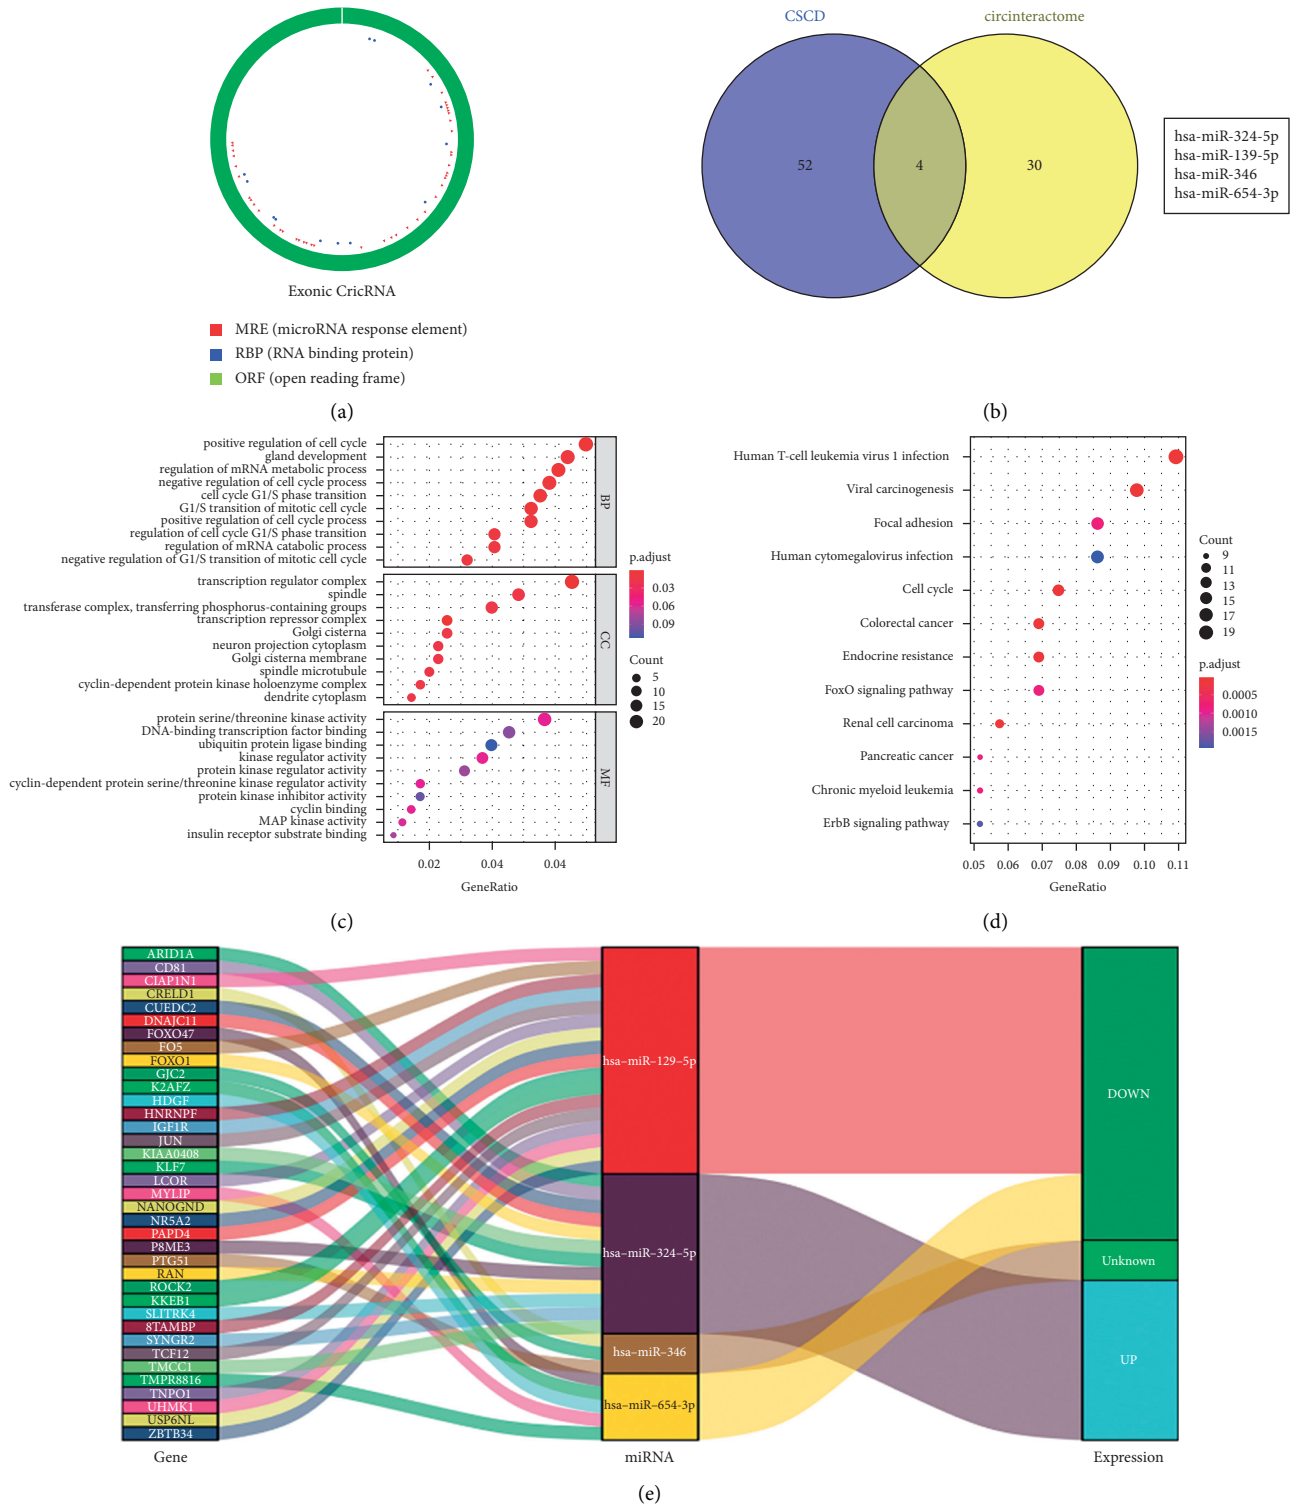 Exonic CricRNA
MRE (microRNA response element)
RBP (RNA binding protein)
ORF (open reading frame)
(a)
CSCD
circinteractome
52
4
30
hsa-miR-324-5p
hsa-miR-139-5p
hsa-miR-346
hsa-miR-654-3p
(b)
positive regulation of cell cycle
gland development
regulation of mRNA metabolic process
negative regulation of cell cycle process
cell cycle G1/S phase transition
G1/S transition of mitotic cell cycle
positive regulation of cell cycle process
regulation of cell cycle G1/S phase transition
regulation of mRNA catabolic process
negative regulation of G1/S transition of mitotic cell cycle
BP
transcription regulator complex
spindle
transferase complex, transferring phosphorus-containing groups
transcription repressor complex
Golgi cisterna
neuron projection cytoplasm
Golgi cisterna membrane
spindle microtubule
cyclin-dependent protein kinase holoenzyme complex
dendrite cytoplasm
CC
protein serine/threonine kinase activity
DNA-binding transcription factor binding
ubiquitin protein ligase binding
kinase regulator activity
protein kinase regulator activity
cyclin-dependent protein serine/threonine kinase regulator activity
protein kinase inhibitor activity
cyclin binding
MAP kinase activity
insulin receptor substrate binding
MF
0.02 0.04 0.04
GeneRatio
p.adjust
0.03
0.06
0.09
Count
5
10
15
20
(c)
Human T-cell leukemia virus 1 infection
Viral carcinogenesis
Focal adhesion
Human cytomegalovirus infection
Cell cycle
Colorectal cancer
Endocrine resistance
FoxO signaling pathway
Renal cell carcinoma
Pancreatic cancer
Chronic myeloid leukemia
ErbB signaling pathway
0.05 0.06 0.07 0.08 0.09 0.10 0.11
GeneRatio
Count
9
11
13
15
17
19
p.adjust
0.0005
0.0010
0.0015
(d)
ARID1A
CD81
CIAP1N1
CRELD1
CUEDC2
DNAJC11
FOXO47
FO5
FOXO1
GJC2
K2AFZ
HDGF
HNRNPF
IGF1R
JUN
KIAA0408
KLF7
LCOR
MYLIP
NANOGND
NR5A2
PAPD4
P8ME3
PTG51
RAN
ROCK2
KKEB1
SLITRK4
8TAMBP
SYNGR2
TCF12
TMCC1
TMPR8816
TNPO1
UHMK1
USP6NL
ZBTB34
Gene
hsa–miR–129–5p
hsa–miR–324–5p
hsa–miR–346
hsa–miR–654-3p
miRNA
DOWN
Unknown
UP
Expression
(e)